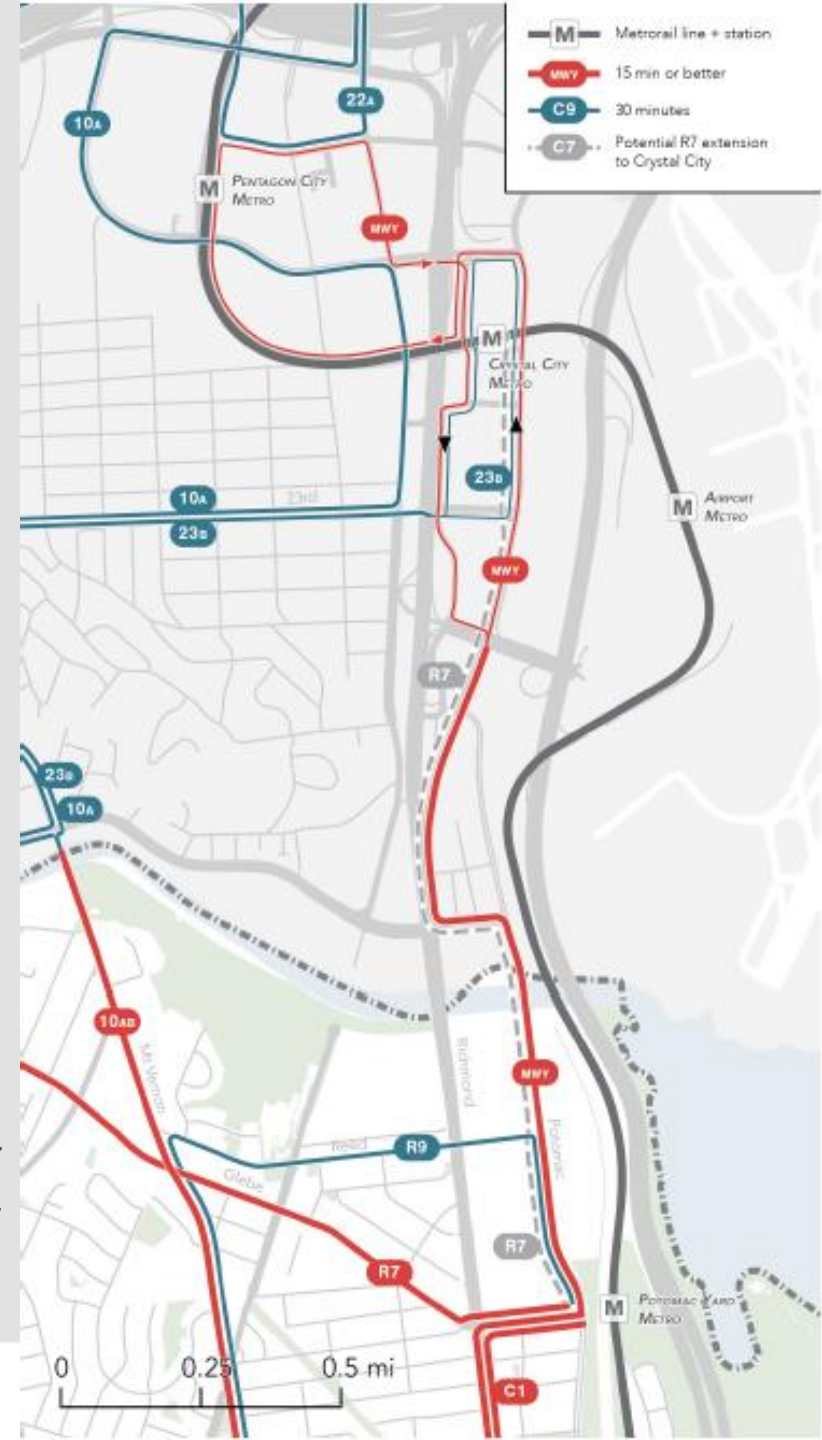 M Metrorail line + station
MWY 15 min or better
C9 30 minutes
C7 Potential R7 extension
to Crystal City
22A
10A
M PENTAGON CITY
METRO
MWY
M
CRYSTAL CITY
METRO
23B
10A
23rd
23B
M AIRPORT
METRO
MWY
R7
23B
10A
10AB
Mt Vernon
Richmond
MWY
Potomac
Reed
R9
Glebe
R7
R7
M POTOMAC YARD
METRO
0 0.25 0.5 mi
C1